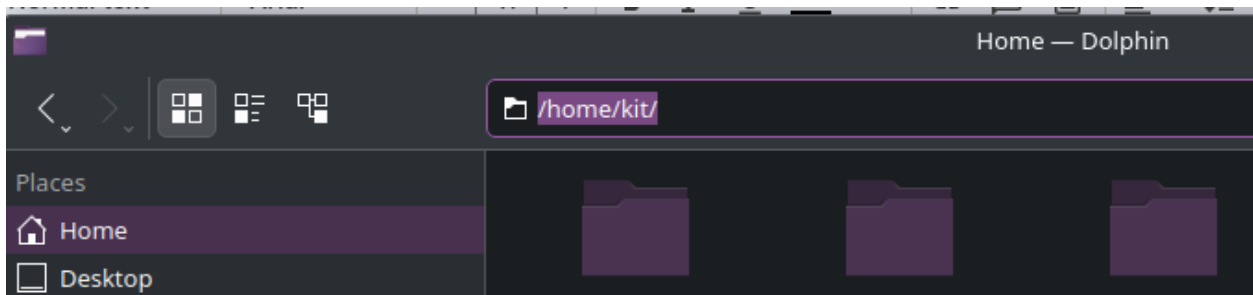 Home — Dolphin
/home/kit/
Places
Home
Desktop